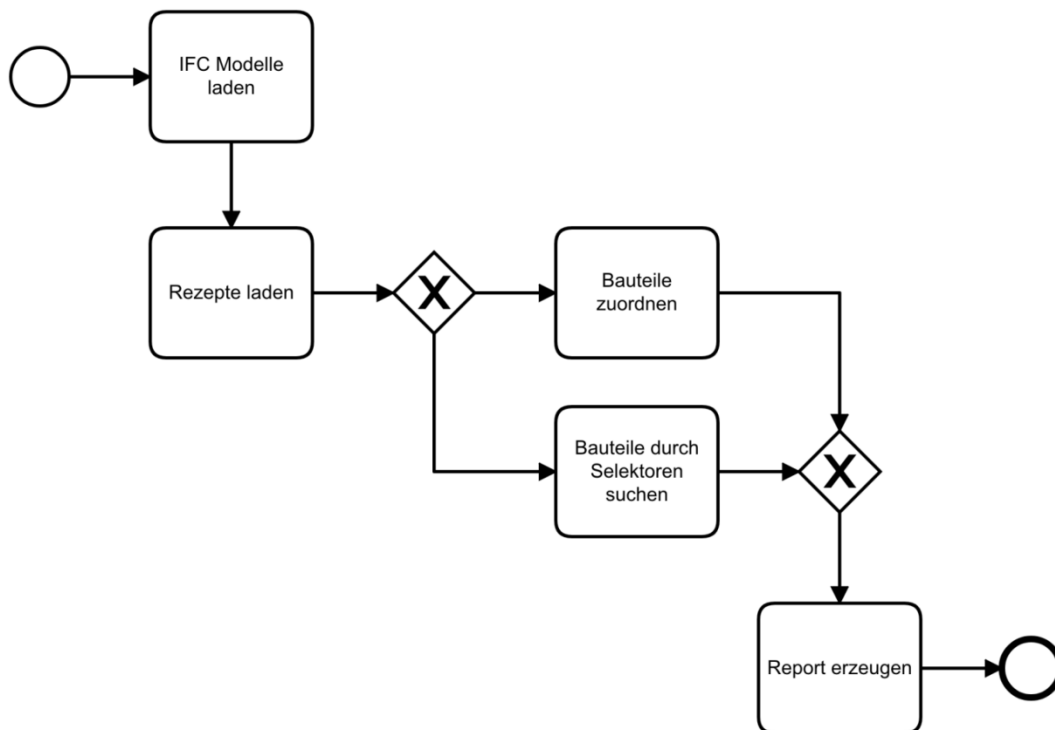 IFC Modelle
laden
Rezepte laden
X
Bauteile
zuordnen
Bauteile durch
Selektoren
suchen
X
Report erzeugen